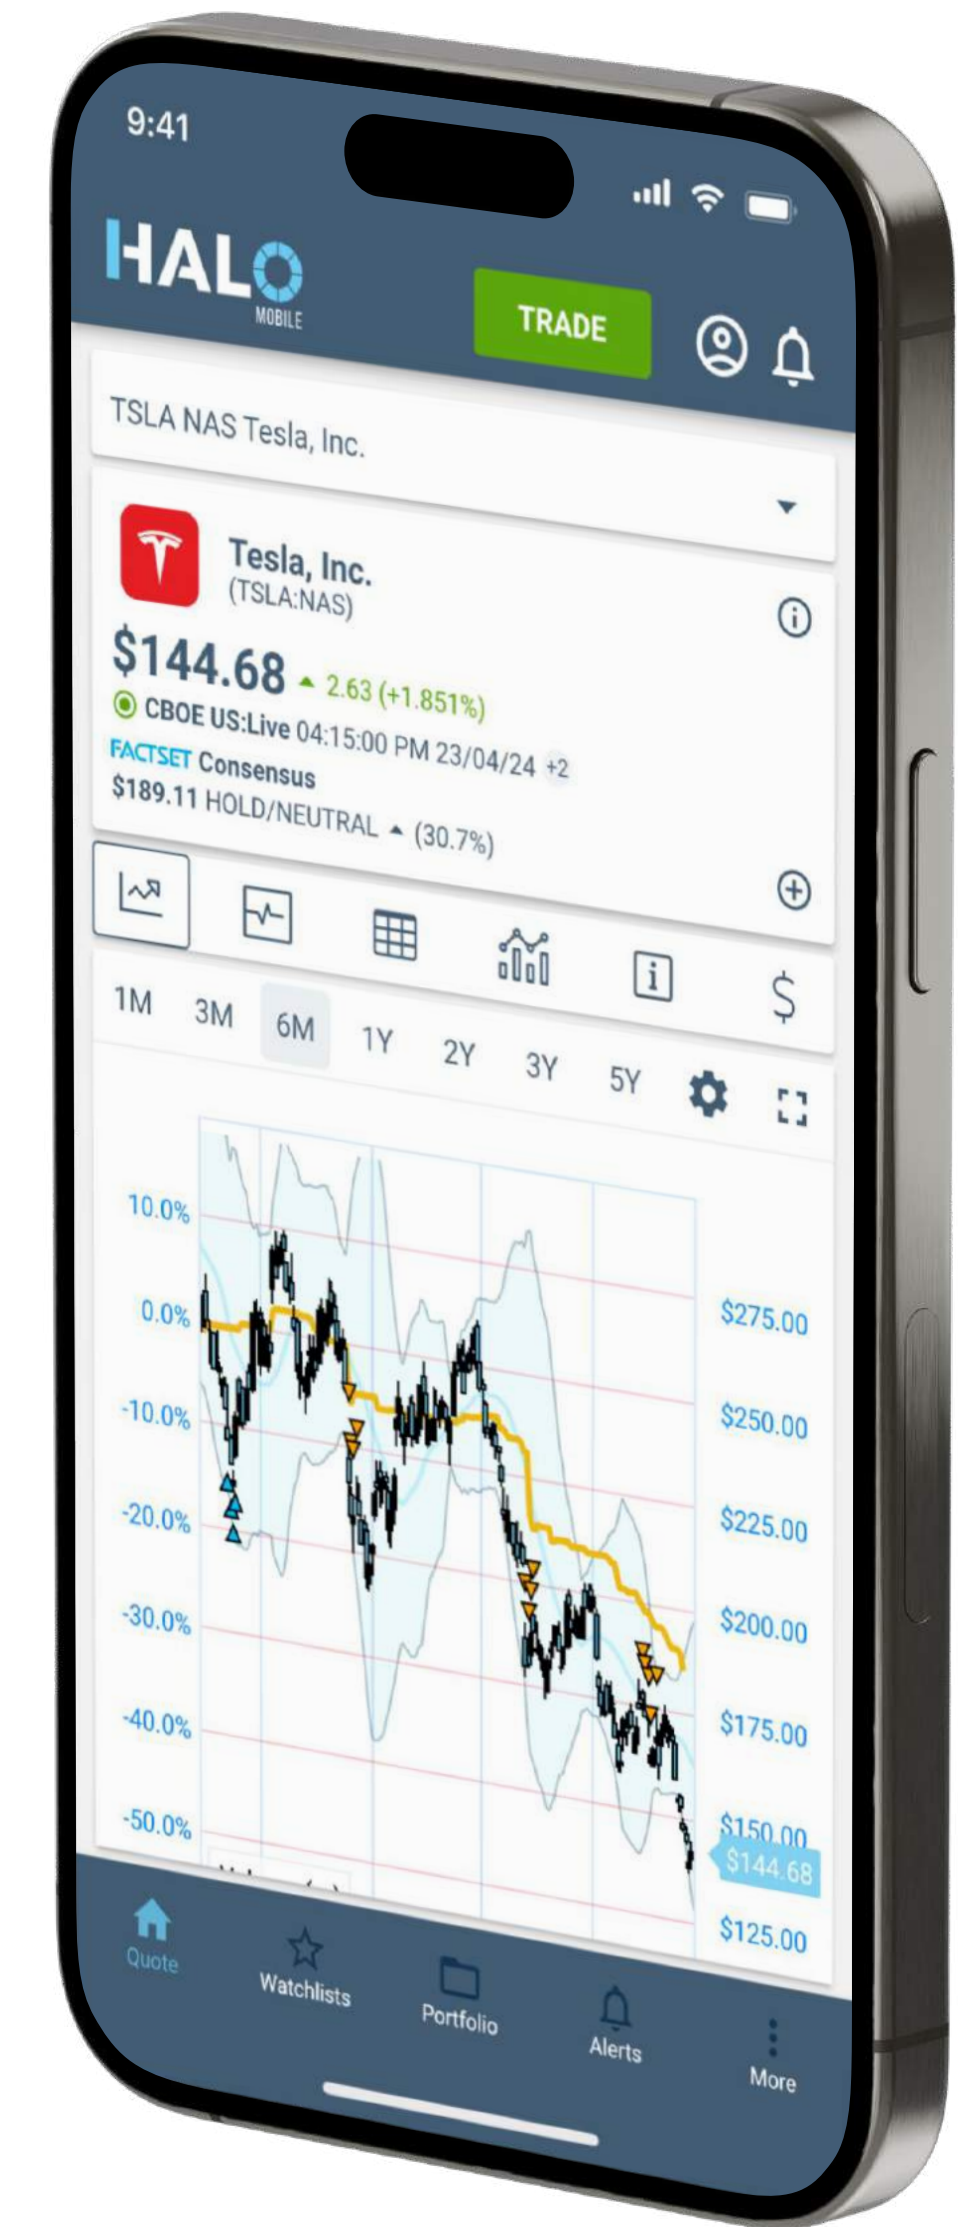 9:41
HALO
MOBILE
TRADE
TSLA NAS Tesla, Inc.
Tesla, Inc.
(TSLA:NAS)
$144.68 ▲ 2.63 (+1.851%)
CBOE US:Live 04:15:00 PM 23/04/24 +2
FACTSET Consensus
$189.11 HOLD/NEUTRAL ▲ (30.7%)
1M 3M 6M 1Y 2Y 3Y 5Y
10.0%
0.0%
-10.0%
-20.0%
-30.0%
-40.0%
-50.0%
$275.00
$250.00
$225.00
$200.00
$175.00
$150.00
$144.68
$125.00
Quote
Watchlists
Portfolio
Alerts
More